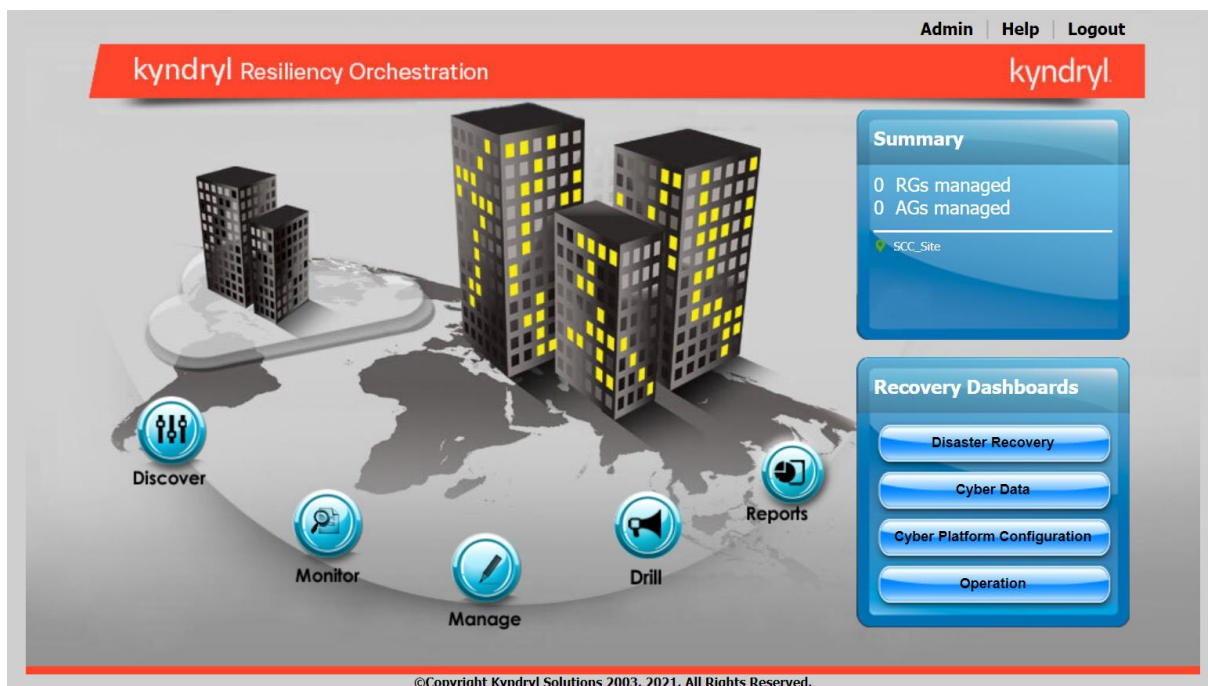 Admin | Help | Logout
kyndryl Resiliency Orchestration
kyndryl.
Summary
0 RGs managed
0 AGs managed
SCC_Site
Discover
Monitor
Manage
Drill
Reports
Recovery Dashboards
Disaster Recovery
Cyber Data
Cyber Platform Configuration
Operation
©Copyright Kyndryl Solutions 2003, 2021. All Rights Reserved.